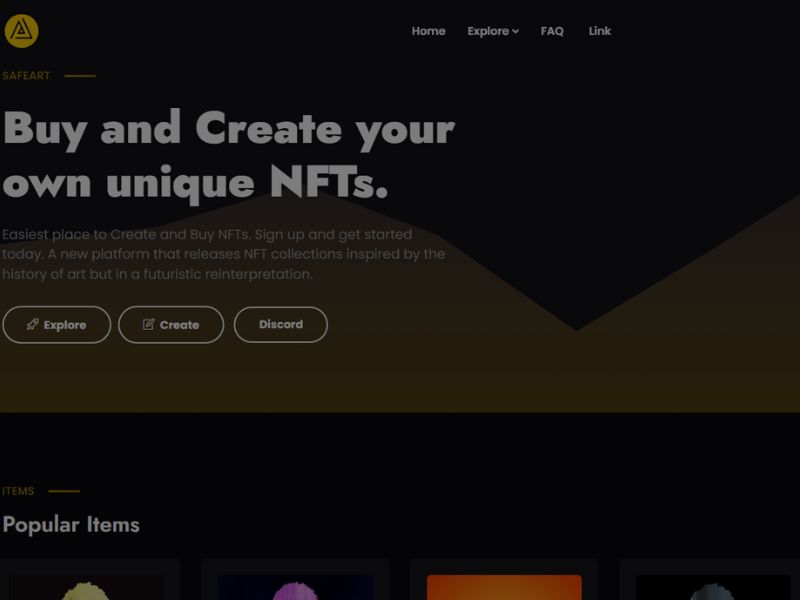 Home
Explore
FAQ
Link
SAFEART
Buy and Create your
own unique NFTs.
Easiest place to Create and Buy NFTs. Sign up and get started
today. A new platform that releases NFT collections inspired by the
history of art but in a futuristic reinterpretation.
Explore
Create
Discord
ITEMS
Popular Items